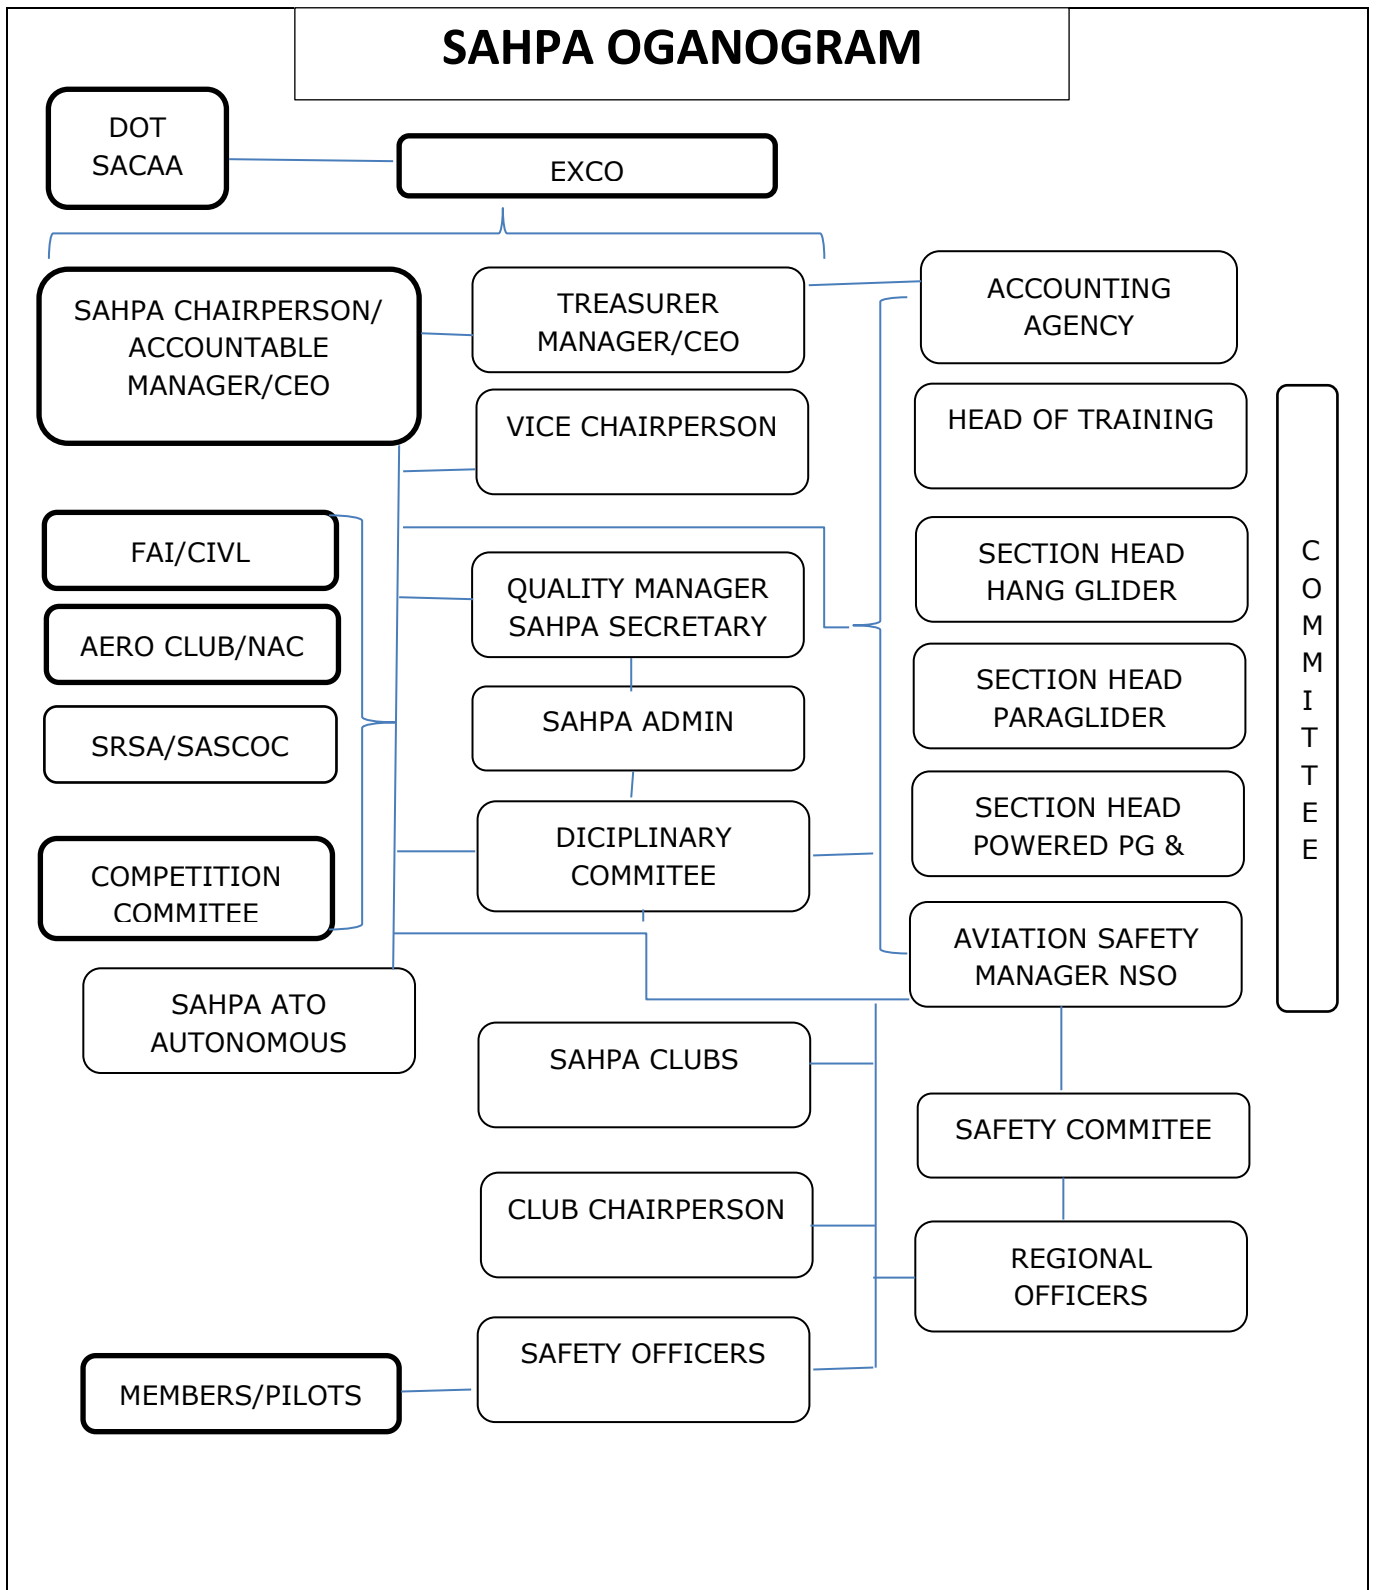 SAHPA OGANOGRAM
DOT
SACAA
EXCO
SAHPA CHAIRPERSON/
ACCOUNTABLE
MANAGER/CEO
TREASURER
MANAGER/CEO
ACCOUNTING
AGENCY
VICE CHAIRPERSON
HEAD OF TRAINING
FAI/CIVL
QUALITY MANAGER
SAHPA SECRETARY
SECTION HEAD
HANG GLIDER
AERO CLUB/NAC
SAHPA ADMIN
SECTION HEAD
PARAGLIDER
SRSA/SASCOC
COMPETITION
COMMITEE
DICIPLINARY
COMMITEE
SECTION HEAD
POWERED PG &
SAHPA ATO
AUTONOMOUS
AVIATION SAFETY
MANAGER NSO
C
O
M
M
I
T
T
E
E
SAHPA CLUBS
SAFETY COMMITEE
CLUB CHAIRPERSON
REGIONAL
OFFICERS
SAFETY OFFICERS
MEMBERS/PILOTS